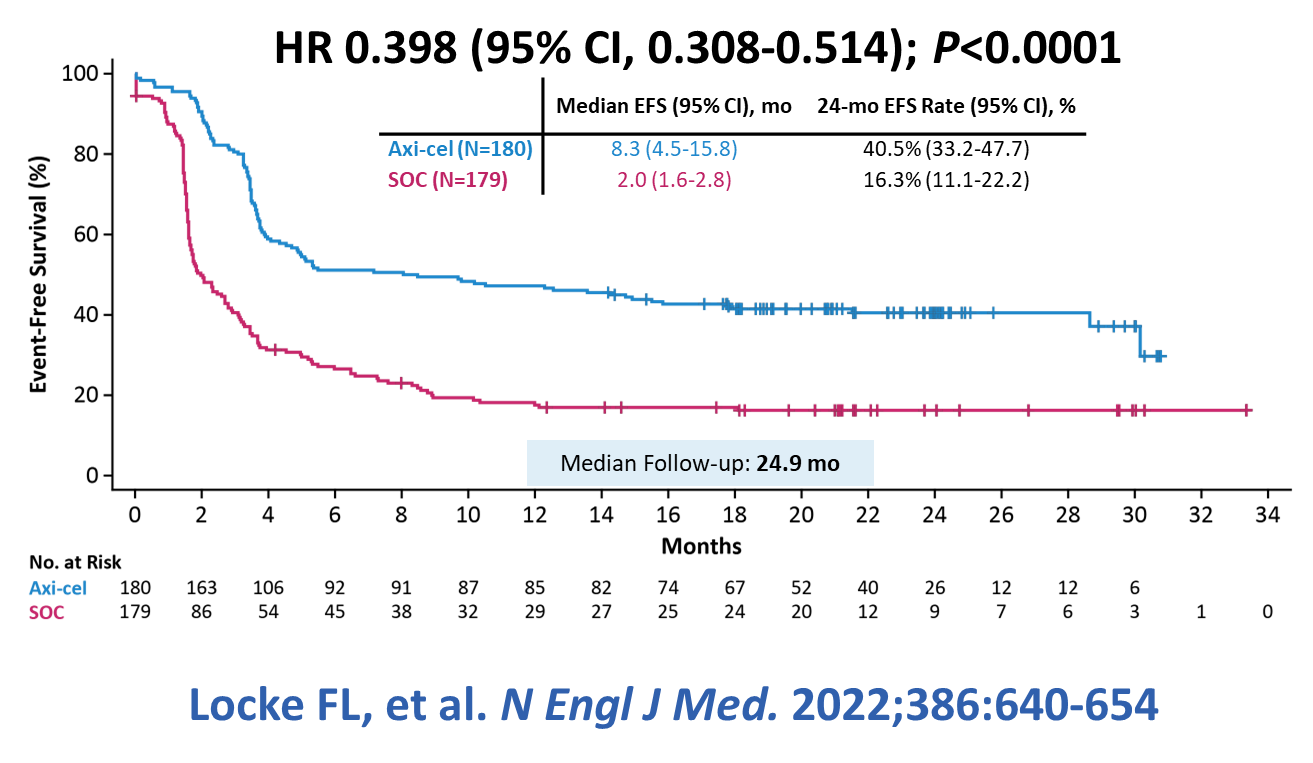 HR 0.398 (95% CI, 0.308-0.514); P<0.0001
Median EFS (95% CI), mo 24-mo EFS Rate (95% CI), %
Axi-cel (N=180) 8.3 (4.5-15.8) 40.5% (33.2-47.7)
SOC (N=179) 2.0 (1.6-2.8) 16.3% (11.1-22.2)
Event-Free Survival (%)
100
80
60
40
20
0
Median Follow-up: 24.9 mo
0 2 4 6 8 10 12 14 16 18 20 22 24 26 28 30 32 34
Months
No. at Risk
Axi-cel 180 163 106 92 91 87 85 82 74 67 52 40 26 12 12 6
SOC 179 86 54 45 38 32 29 27 25 24 20 12 9 7 6 3 1 0
Locke FL, et al. N Engl J Med. 2022;386:640-654